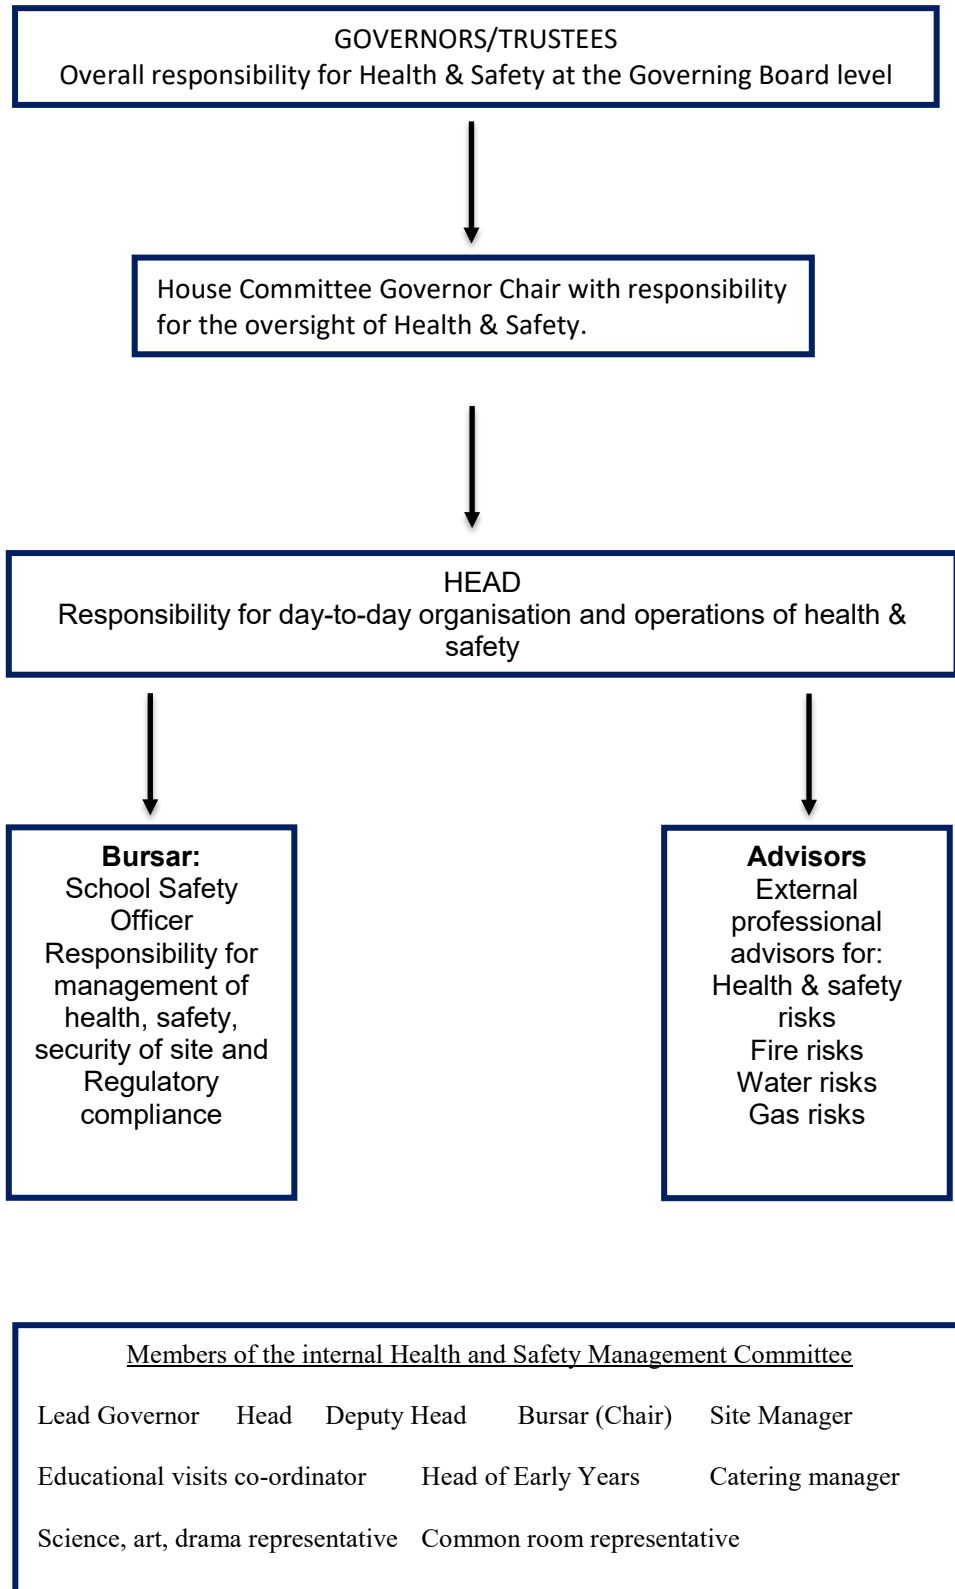 GOVERNORS/TRUSTEES
Overall responsibility for Health & Safety at the Governing Board level
House Committee Governor Chair with responsibility
for the oversight of Health & Safety.
HEAD
Responsibility for day-to-day organisation and operations of health &
safety
Bursar:
School Safety
Officer
Responsibility for
management of
health, safety,
security of site and
Regulatory
compliance
Advisors
External
professional
advisors for:
Health & safety
risks
Fire risks
Water risks
Gas risks
Members of the internal Health and Safety Management Committee
Lead Governor Head Deputy Head Bursar (Chair) Site Manager
Educational visits co-ordinator Head of Early Years Catering manager
Science, art, drama representative Common room representative